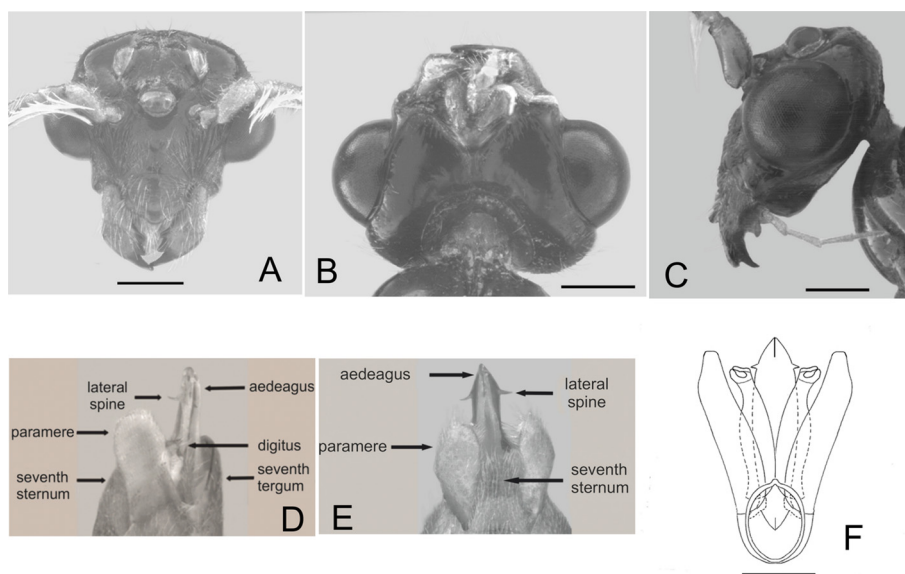 A
B
C
lateral
spine
aedeagus
paramere
digitus
seventh
sternum
seventh
tergum
D
aedeagus
lateral
spine
paramere
seventh
sternum
E
F